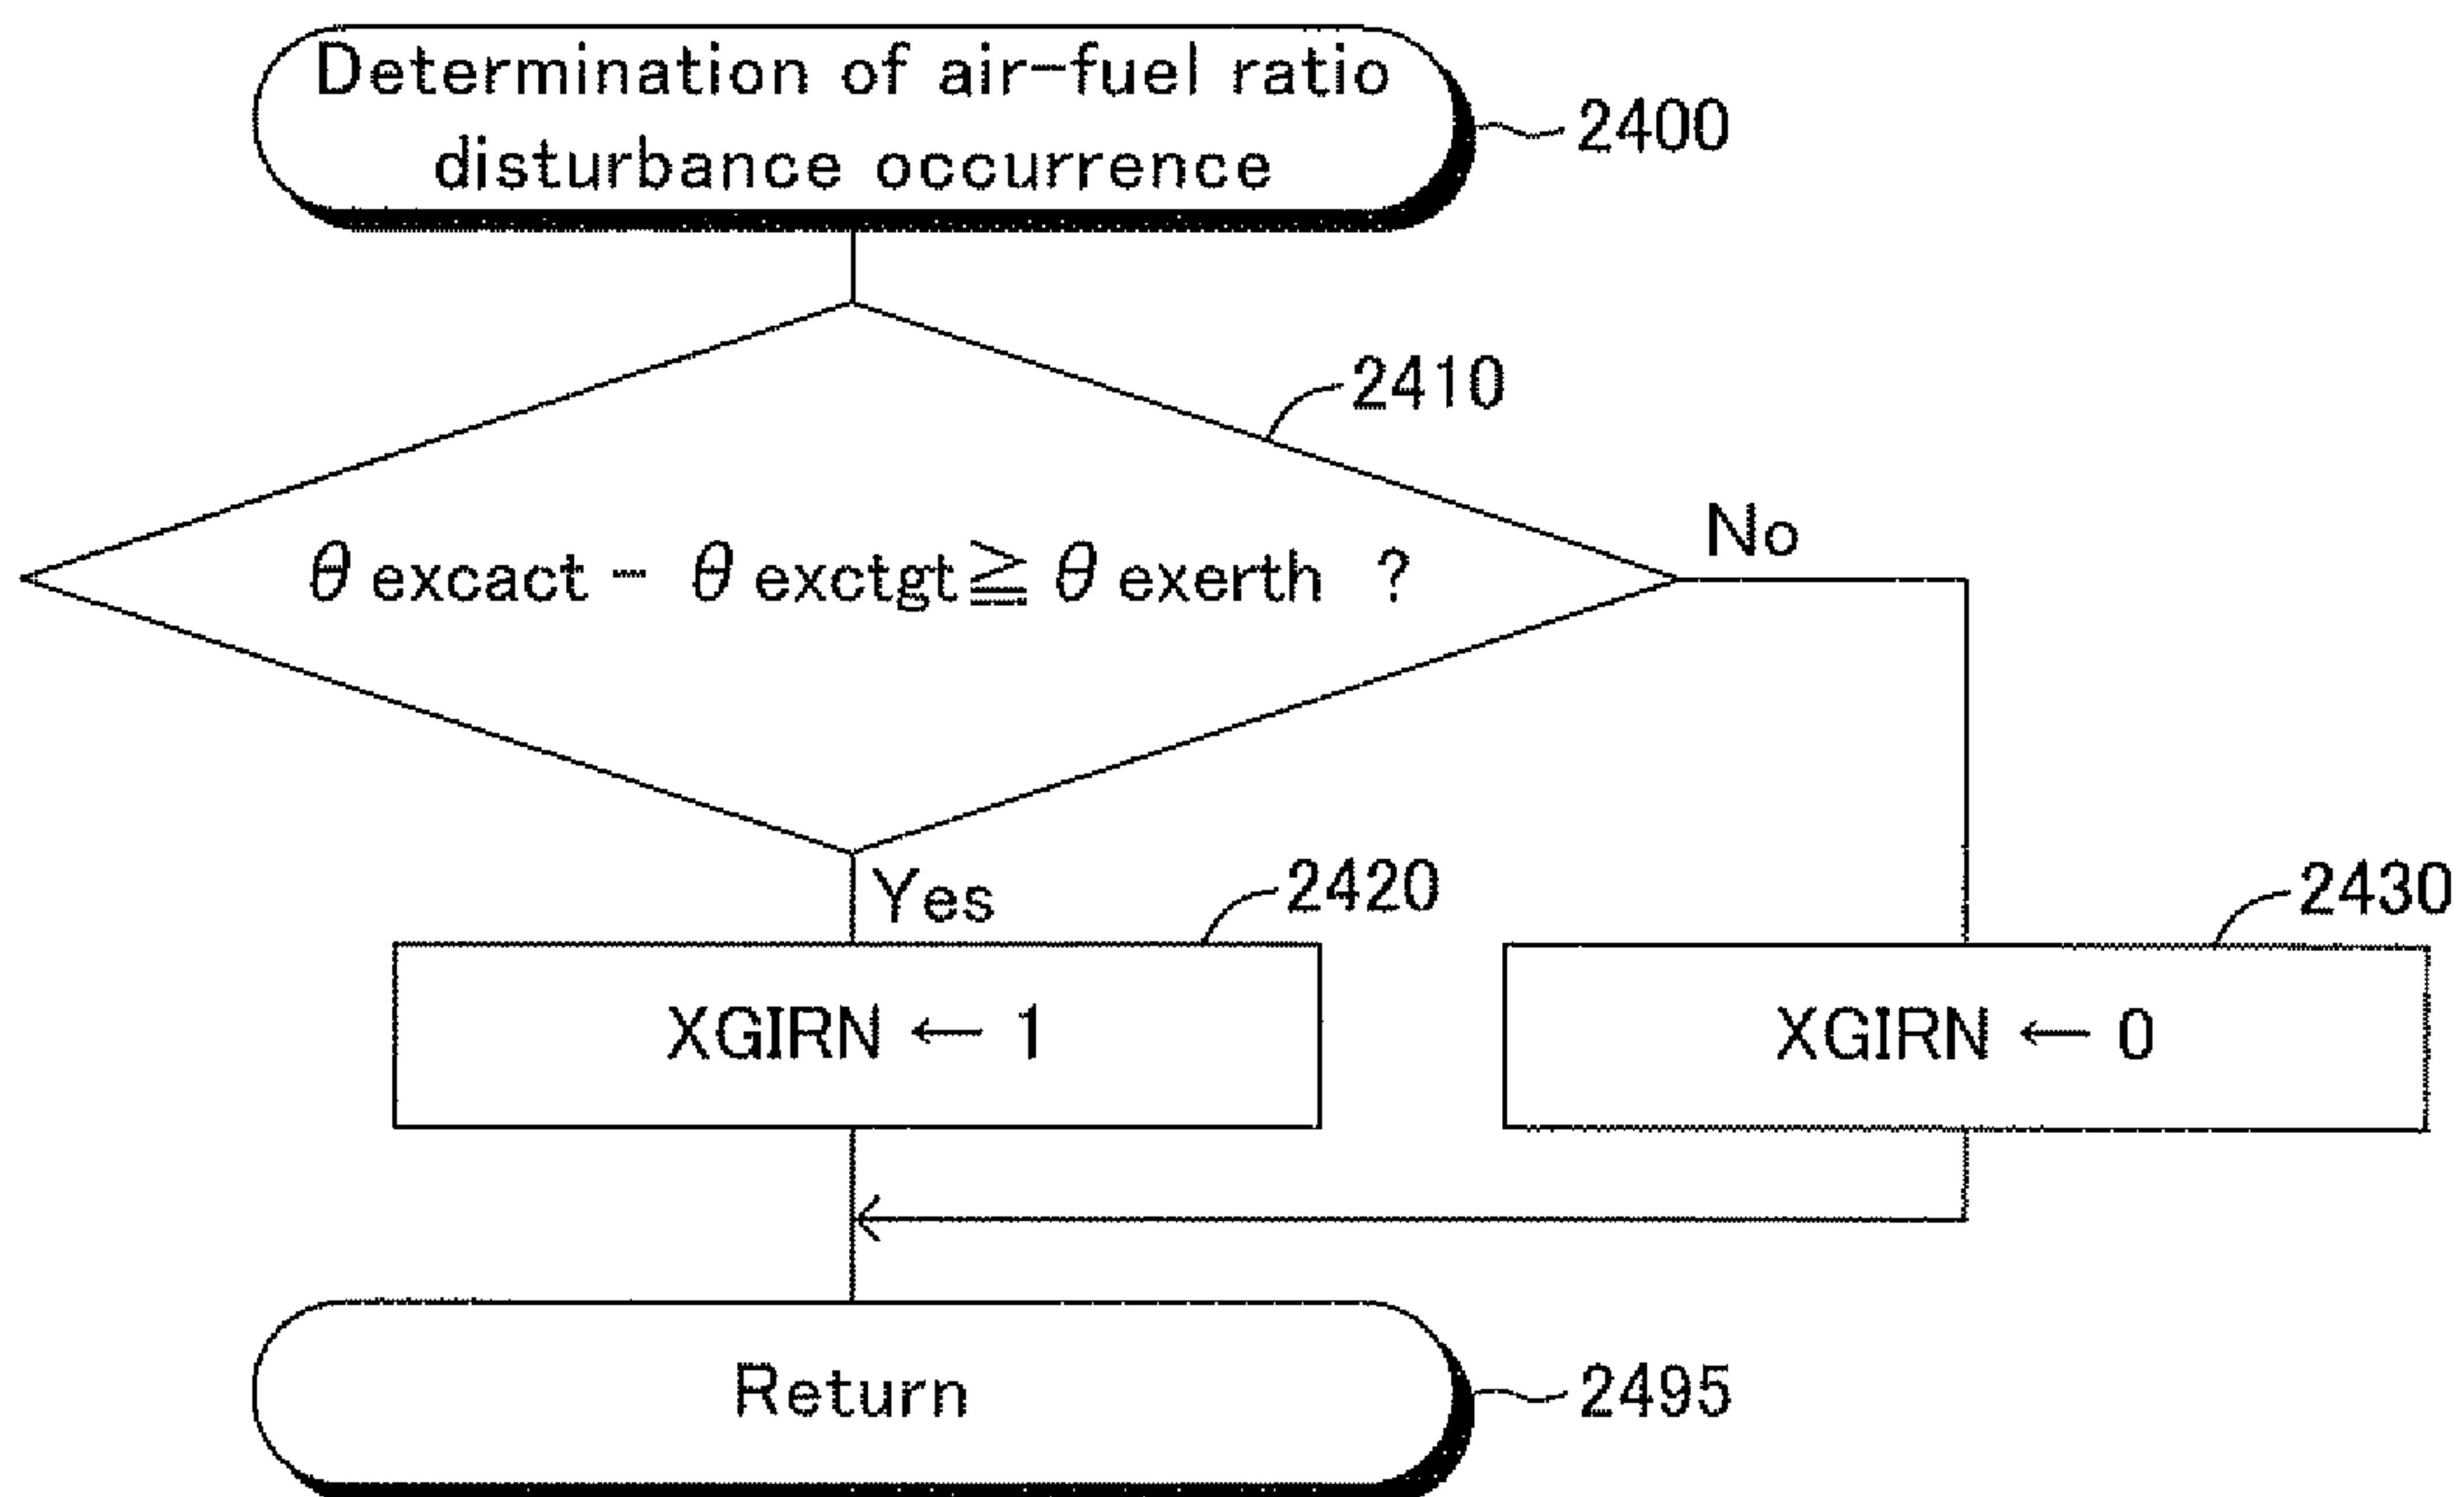 Determination of air-fuel ratio
disturbance occurrence
2400
2410
θ excact - θ exctgt ≧ θ exerth ?
No
Yes
2420
2430
XGIRN ← 1
XGIRN ← 0
Return
2495